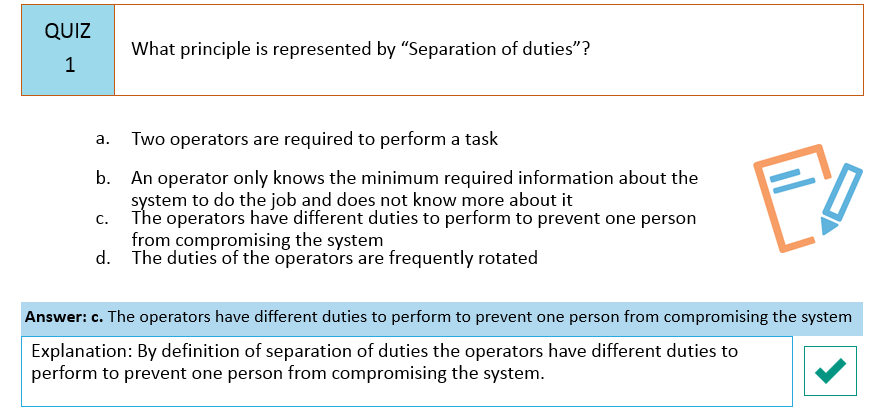 QUIZ
1
What principle is represented by “Separation of duties”?
a. Two operators are required to perform a task
b. An operator only knows the minimum required information about the
system to do the job and does not know more about it
c. The operators have different duties to perform to prevent one person
from compromising the system
d. The duties of the operators are frequently rotated
Answer: c. The operators have different duties to perform to prevent one person from compromising the system
Explanation: By definition of separation of duties the operators have different duties to
perform to prevent one person from compromising the system.